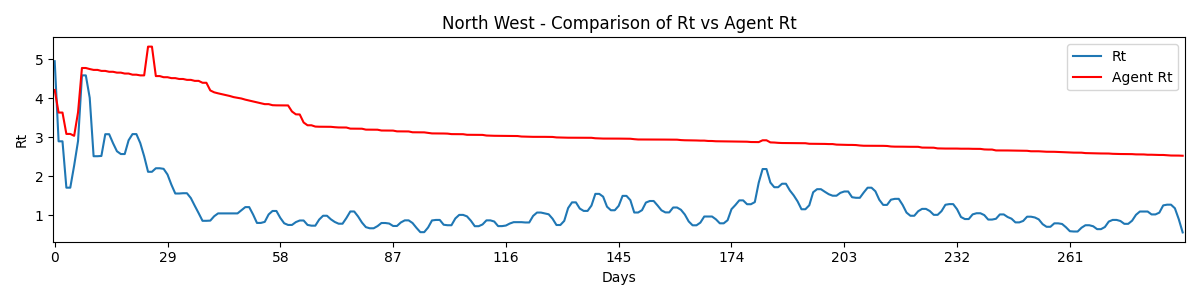 North West - Comparison of Rt vs Agent Rt
Rt
Agent Rt
Rt
5
4
3
2
1
0 29 58 87 116 145 174 203 232 261
Days